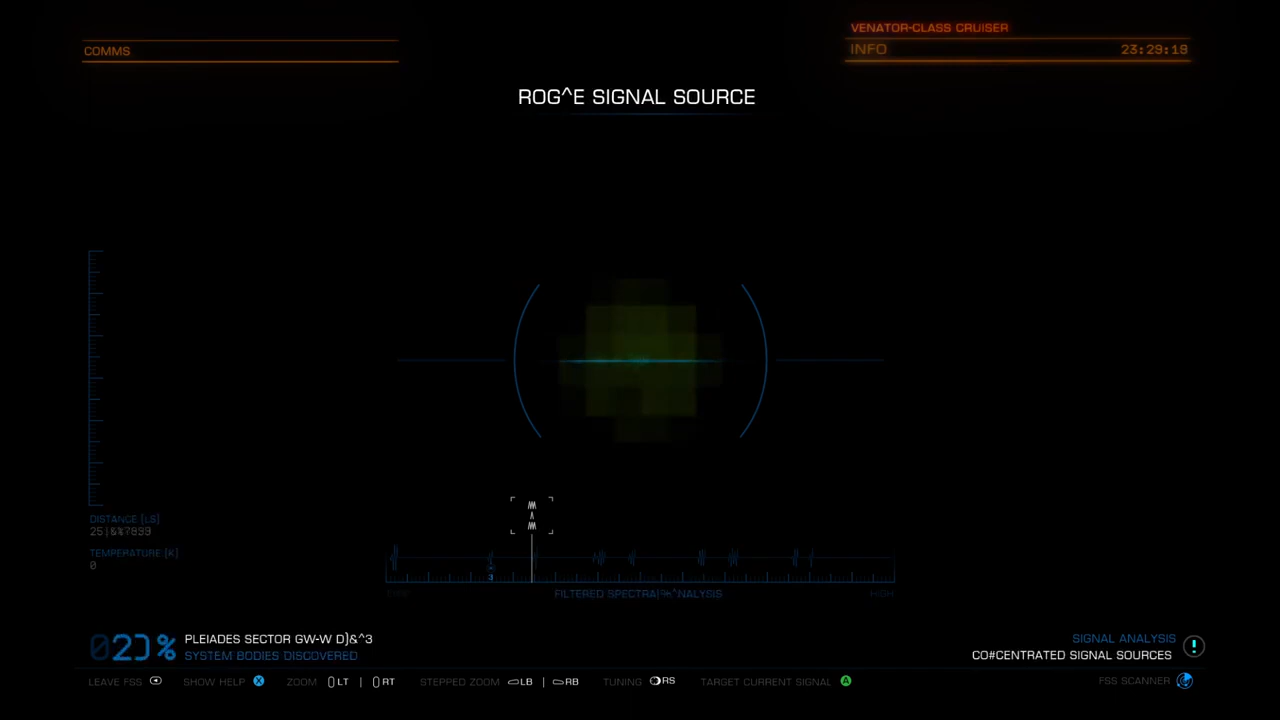 VENATOR-CLASS CRUISER
COMMS
INFO 23:29:18
ROG^E SIGNAL SOURCE
DISTANCE [LS]
TEMPERATURE [K]
0
FILTERED
HIGH
PLEIADES SECTOR GW-W D]&^3
SYSTEM BODIES DISCOVERED
SIGNAL ANALYSIS
CO#CENTRATED SIGNAL SOURCES
LEAVE FSS SHOW HELP X ZOOM LT | RT STEPPED ZOOM LB | RB TUNING RS TARGET CURRENT SIGNAL A FSS SCANNER